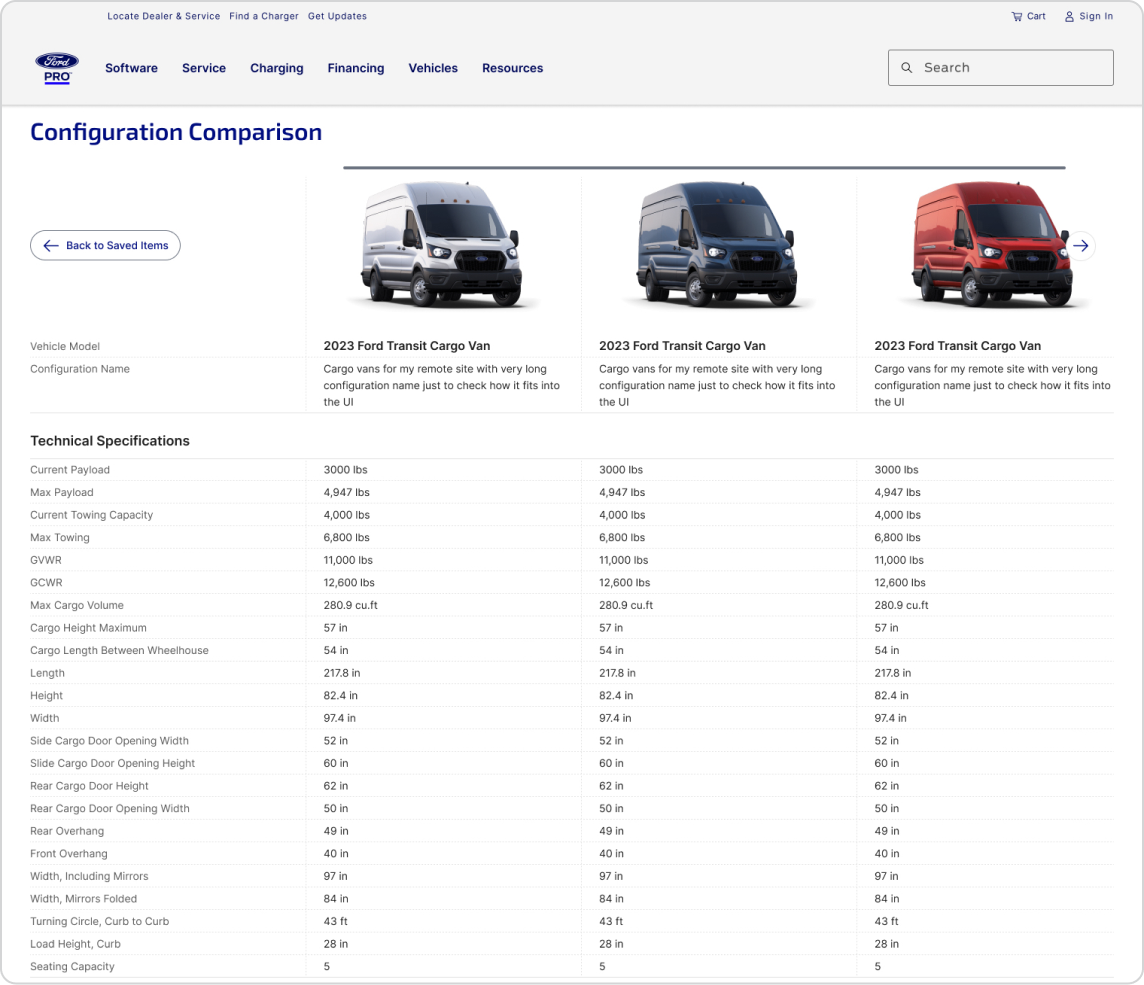 Locate Dealer & Service Find a Charger Get Updates Cart Sign In
Ford
PRO™ Software Service Charging Financing Vehicles Resources Search
Configuration Comparison
Back to Saved Items
Vehicle Model 2023 Ford Transit Cargo Van 2023 Ford Transit Cargo Van 2023 Ford Transit Cargo Van
Configuration Name Cargo vans for my remote site with very long Cargo vans for my remote site with very long Cargo vans for my remote site with very long
configuration name just to check how it fits into configuration name just to check how it fits into configuration name just to check how it fits into
the UI the UI the UI
Technical Specifications
Current Payload 3000 lbs 3000 lbs 3000 lbs
Max Payload 4,947 lbs 4,947 lbs 4,947 lbs
Current Towing Capacity 4,000 lbs 4,000 lbs 4,000 lbs
Max Towing 6,800 lbs 6,800 lbs 6,800 lbs
GVWR 11,000 lbs 11,000 lbs 11,000 lbs
GCWR 12,600 lbs 12,600 lbs 12,600 lbs
Max Cargo Volume 280.9 cu.ft 280.9 cu.ft 280.9 cu.ft
Cargo Height Maximum 57 in 57 in 57 in
Cargo Length Between Wheelhouse 54 in 54 in 54 in
Length 217.8 in 217.8 in 217.8 in
Height 82.4 in 82.4 in 82.4 in
Width 97.4 in 97.4 in 97.4 in
Side Cargo Door Opening Width 52 in 52 in 52 in
Slide Cargo Door Opening Height 60 in 60 in 60 in
Rear Cargo Door Height 62 in 62 in 62 in
Rear Cargo Door Opening Width 50 in 50 in 50 in
Rear Overhang 49 in 49 in 49 in
Front Overhang 40 in 40 in 40 in
Width, Including Mirrors 97 in 97 in 97 in
Width, Mirrors Folded 84 in 84 in 84 in
Turning Circle, Curb to Curb 43 ft 43 ft 43 ft
Load Height, Curb 28 in 28 in 28 in
Seating Capacity 5 5 5